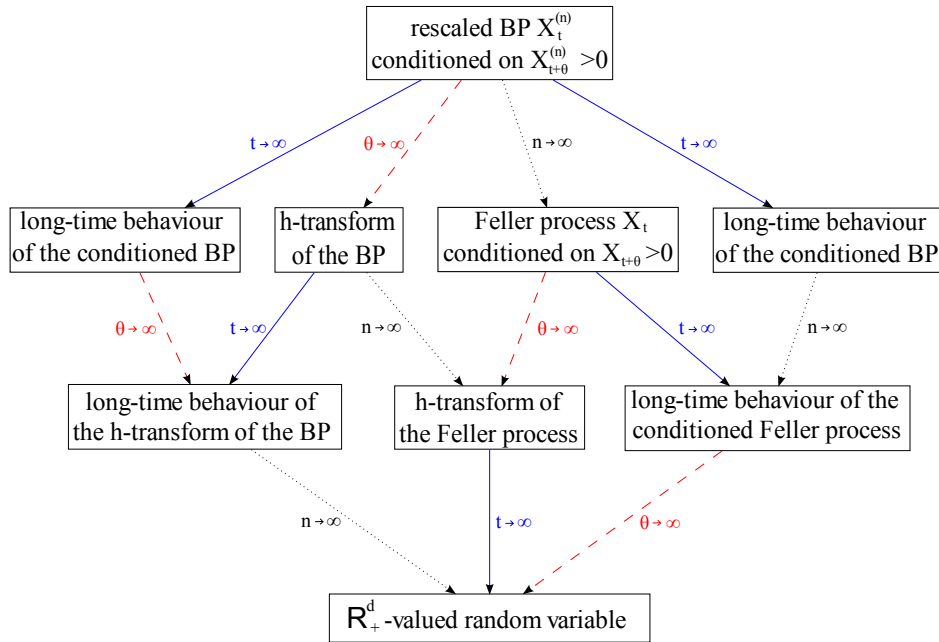 rescaled BP X_t^(n)
conditioned on X_{t+θ}^(n) >0
t→∞
θ→∞
n→∞
t→∞
long-time behaviour
of the conditioned BP
h-transform
of the BP
Feller process X_t
conditioned on X_{t+θ} >0
long-time behaviour
of the conditioned BP
θ→∞
t→∞
n→∞
θ→∞
t→∞
n→∞
long-time behaviour of
the h-transform of the BP
h-transform of
the Feller process
long-time behaviour of the
conditioned Feller process
n→∞
t→∞
θ→∞
R_+^d-valued random variable